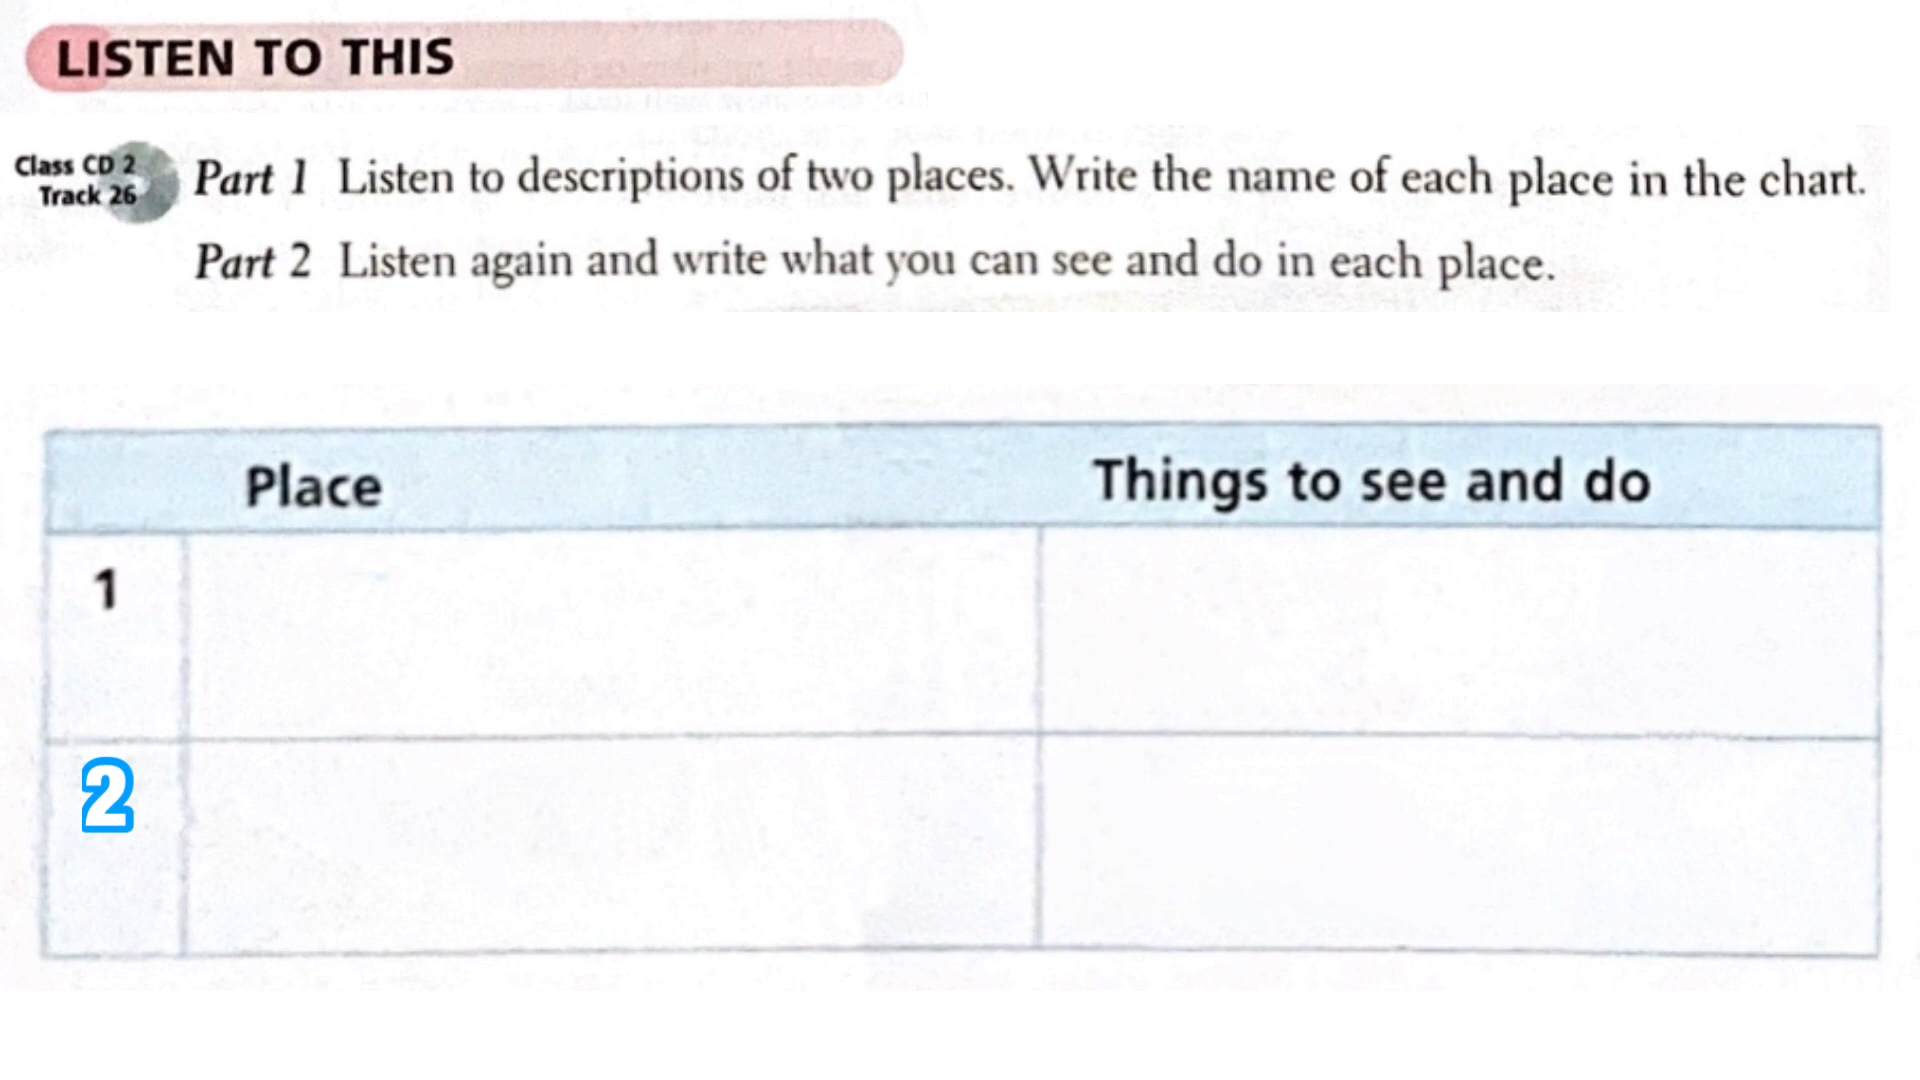 LISTEN TO THIS
Class CD 2
Track 26
Part 1 Listen to descriptions of two places. Write the name of each place in the chart.
Part 2 Listen again and write what you can see and do in each place.
Place Things to see and do
1
2